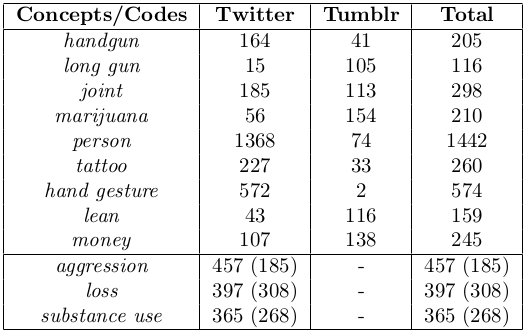 Concepts/Codes Twitter Tumblr Total
handgun 164 41 205
long gun 15 105 116
joint 185 113 298
marijuana 56 154 210
person 1368 74 1442
tattoo 227 33 260
hand gesture 572 2 574
lean 43 116 159
money 107 138 245
aggression 457 (185) - 457 (185)
loss 397 (308) - 397 (308)
substance use 365 (268) - 365 (268)